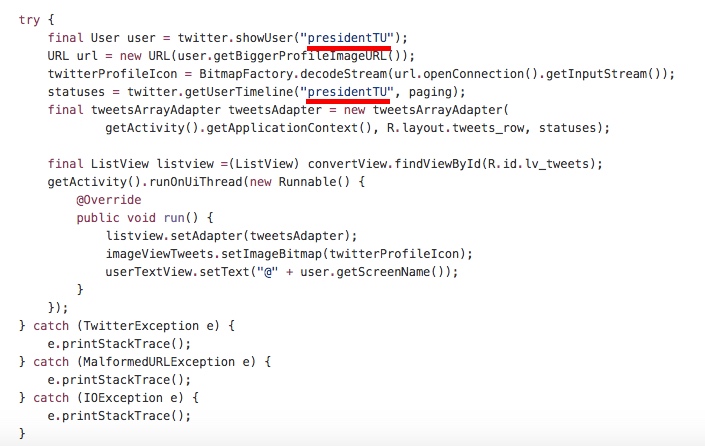 try {
    final User user = twitter.showUser("presidentTU");
    URL url = new URL(user.getBiggerProfileImageURL());
    twitterProfileIcon = BitmapFactory.decodeStream(url.openConnection().getInputStream());
    statuses = twitter.getUserTimeline("presidentTU", paging);
    final tweetsArrayAdapter tweetsAdapter = new tweetsArrayAdapter(
            getActivity().getApplicationContext(), R.layout.tweets_row, statuses);

    final ListView listview =(ListView) convertView.findViewById(R.id.lv_tweets);
    getActivity().runOnUiThread(new Runnable() {
        @Override
        public void run() {
            listview.setAdapter(tweetsAdapter);
            imageViewTweets.setImageBitmap(twitterProfileIcon);
            userTextView.setText("@" + user.getScreenName());
        }
    });
} catch (TwitterException e) {
    e.printStackTrace();
} catch (MalformedURLException e) {
    e.printStackTrace();
} catch (IOException e) {
    e.printStackTrace();
}